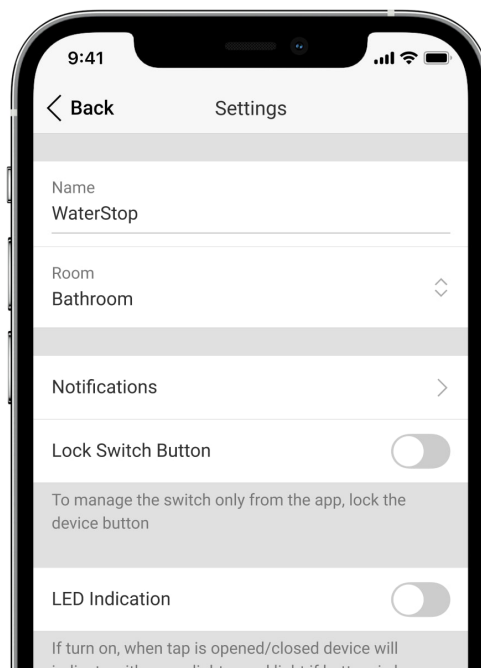 9:41
Back Settings
Name
WaterStop
Room
Bathroom
Notifications
Lock Switch Button
To manage the switch only from the app, lock the
device button
LED Indication
If turn on, when tap is opened/closed device will